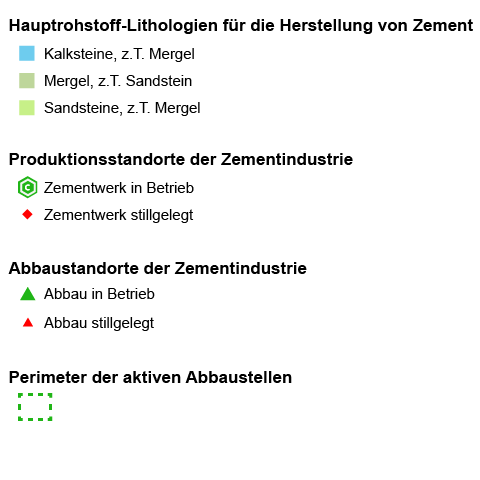 Hauptrohstoff-Lithologien für die Herstellung von Zement
Kalksteine, z.T. Mergel
Mergel, z.T. Sandstein
Sandsteine, z.T. Mergel
Produktionsstandorte der Zementindustrie
C Zementwerk in Betrieb
Zementwerk stillgelegt
Abbaustandorte der Zementindustrie
Abbau in Betrieb
Abbau stillgelegt
Perimeter der aktiven Abbaustellen